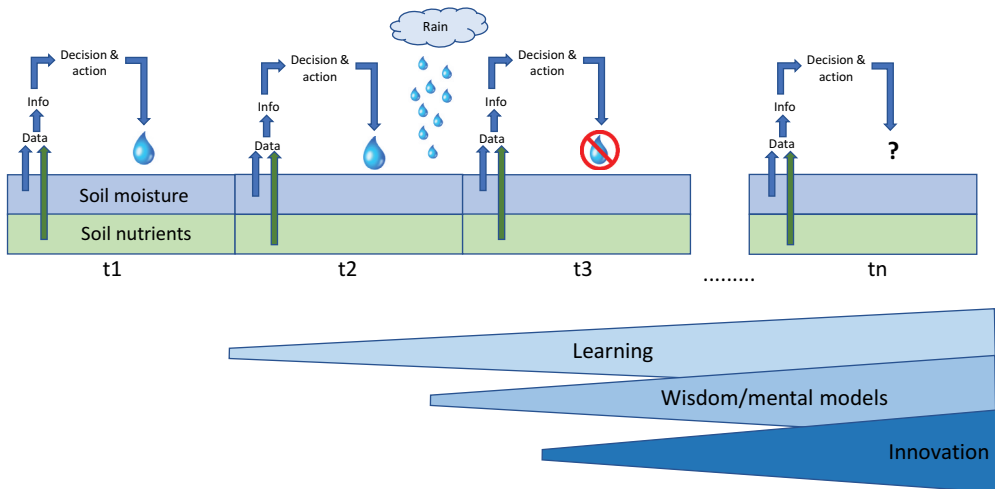 Rain
Decision &
action
Info
Data
Decision &
action
Info
Data
Decision &
action
Info
Data
Decision &
action
Info
Data
?
Soil moisture
Soil nutrients
t1
t2
t3
.........
tn
Learning
Wisdom/mental models
Innovation